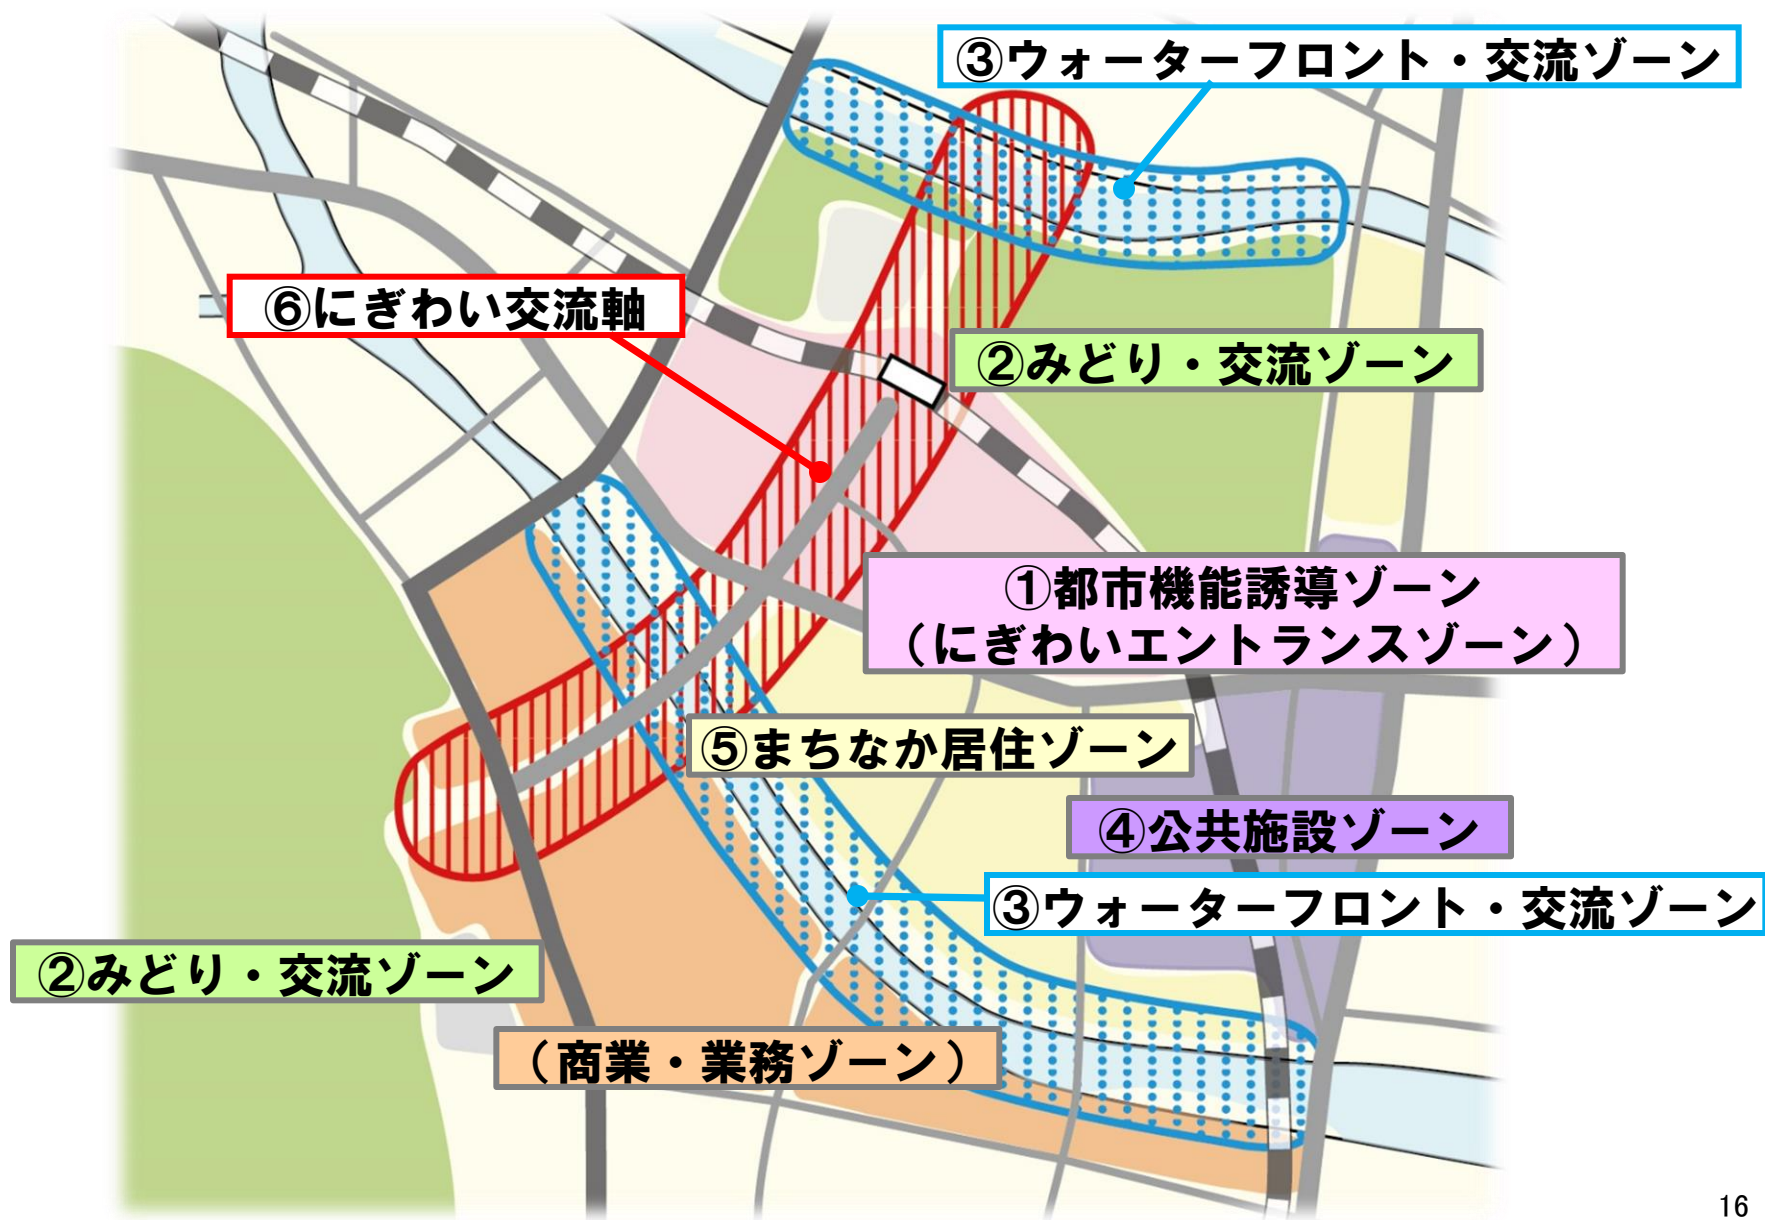 ③ウォーターフロント・交流ゾーン
⑥にぎわい交流軸
②みどり・交流ゾーン
①都市機能誘導ゾーン
（にぎわいエントランスゾーン）
⑤まちなか居住ゾーン
④公共施設ゾーン
③ウォーターフロント・交流ゾーン
②みどり・交流ゾーン
（商業・業務ゾーン）
16